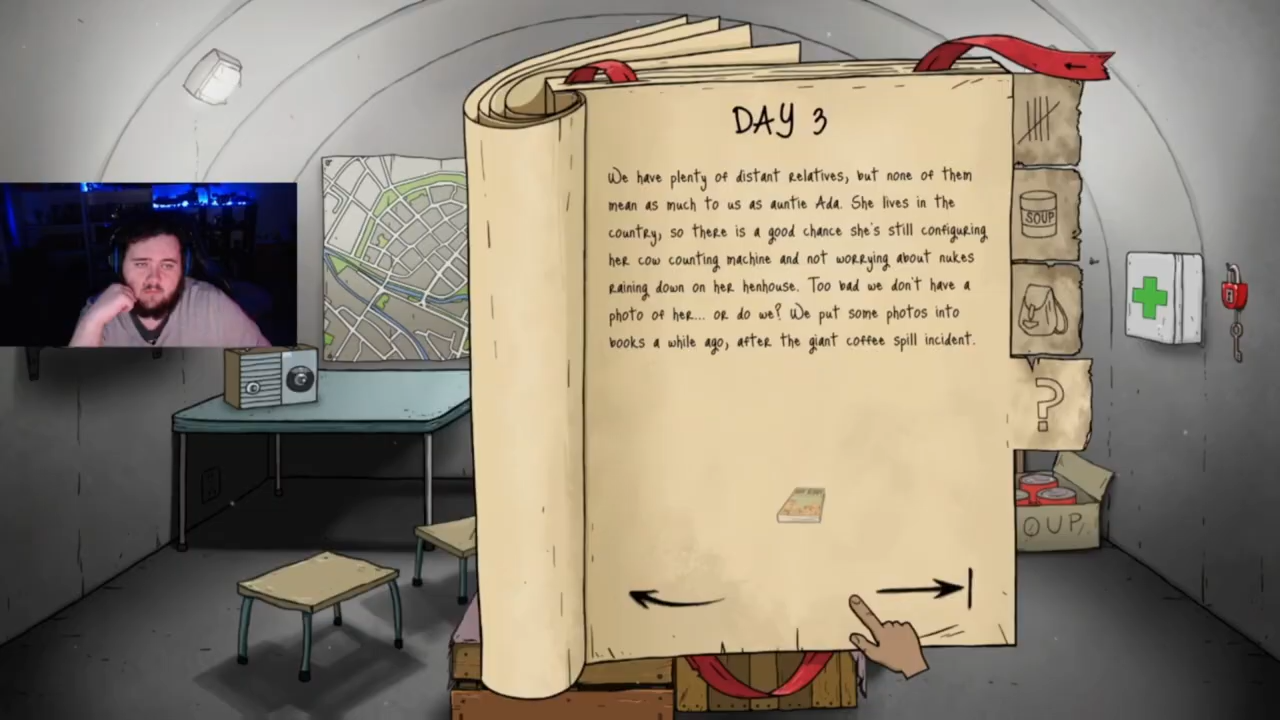 DAY 3
We have plenty of distant relatives, but none of them
mean as much to us as auntie Ada. She lives in the
country, so there is a good chance she's still configuring
her cow counting machine and not worrying about nukes
raining down on her henhouse. Too bad we don't have a
photo of her... or do we? We put some photos into
books a while ago, after the giant coffee spill incident.
SOUP
?
OUP